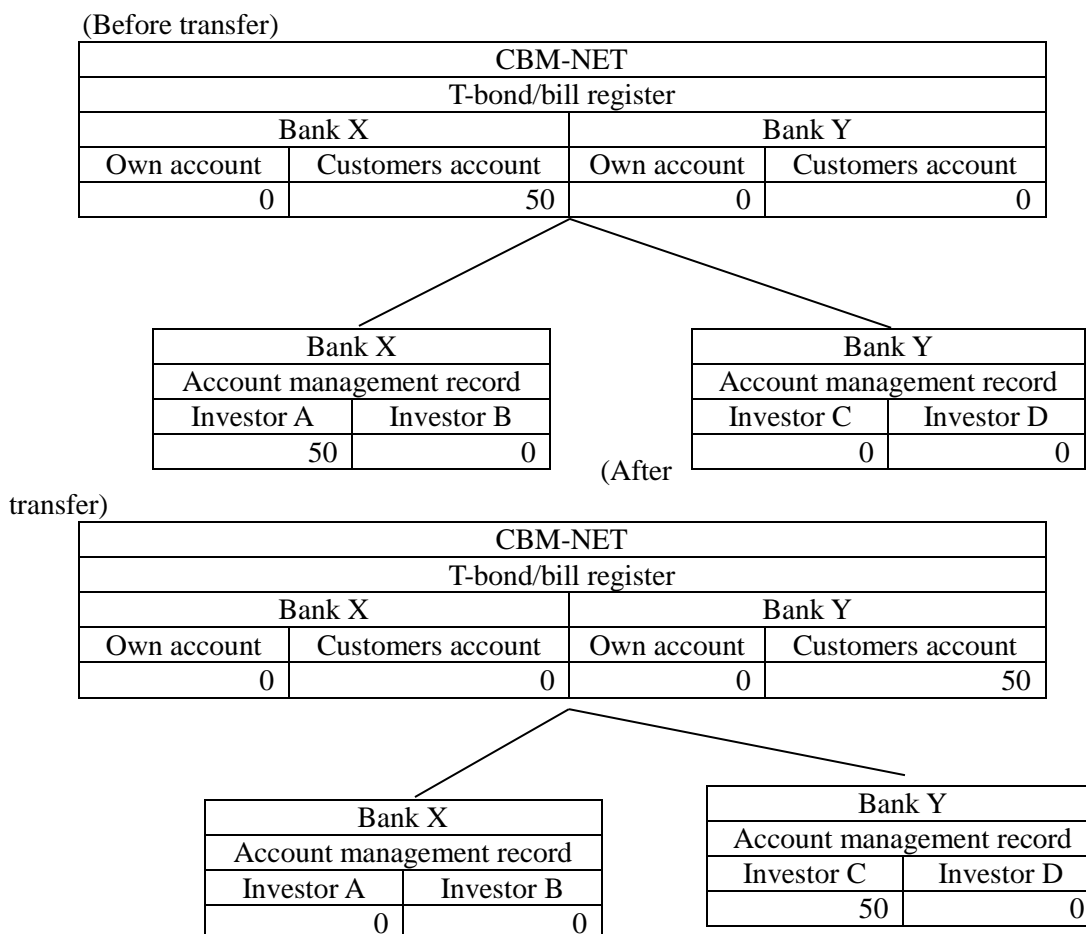 (Before transfer)
CBM-NET
T-bond/bill register
Bank X Bank Y
Own account Customers account Own account Customers account
0 50 0 0
Bank X
Account management record
Investor A Investor B
50 0
Bank Y
Account management record
Investor C Investor D
0 0
(After
transfer)
CBM-NET
T-bond/bill register
Bank X Bank Y
Own account Customers account Own account Customers account
0 0 0 50
Bank X
Account management record
Investor A Investor B
0 0
Bank Y
Account management record
Investor C Investor D
50 0